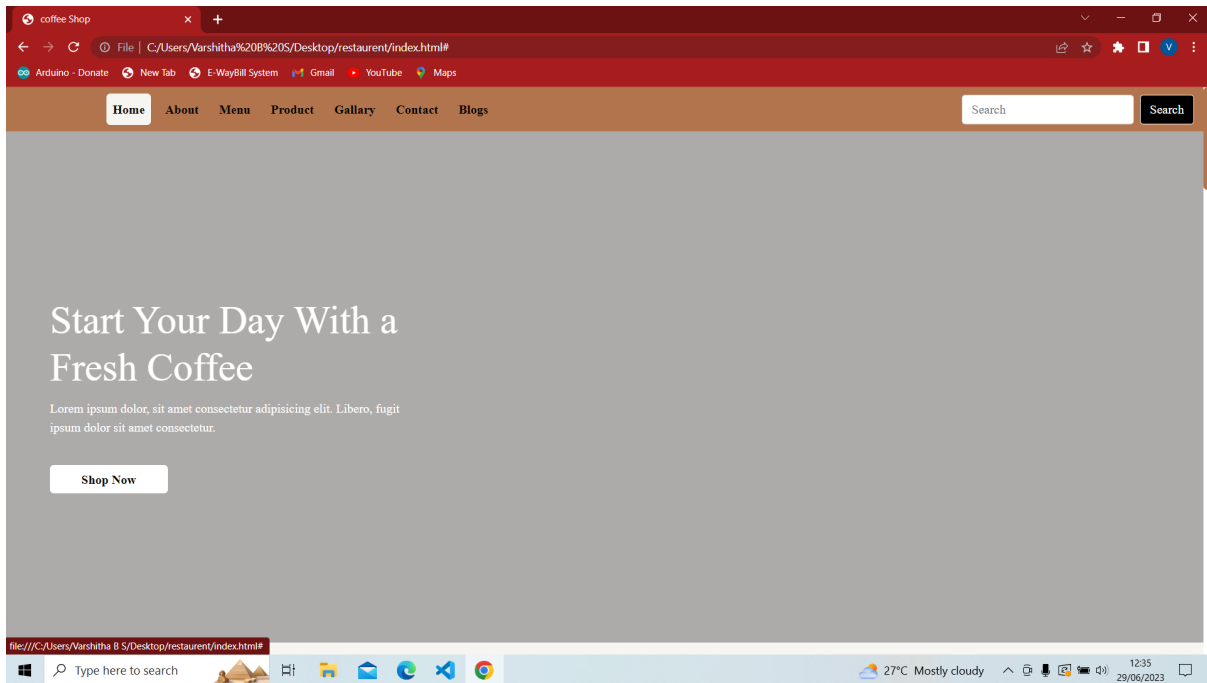 coffee Shop
File | C:/Users/Varshitha%20B%20S/Desktop/restaurent/index.html#
Arduino - Donate New Tab E-WayBill System Gmail YouTube Maps
Home About Menu Product Gallary Contact Blogs Search Search
Start Your Day With a
Fresh Coffee
Lorem ipsum dolor, sit amet consectetur adipisicing elit. Libero, fugit
ipsum dolor sit amet consectetur.
Shop Now
file:///C:/Users/Varshitha B S/Desktop/restaurent/index.html#
Type here to search 27°C Mostly cloudy 12:35
29/06/2023
V